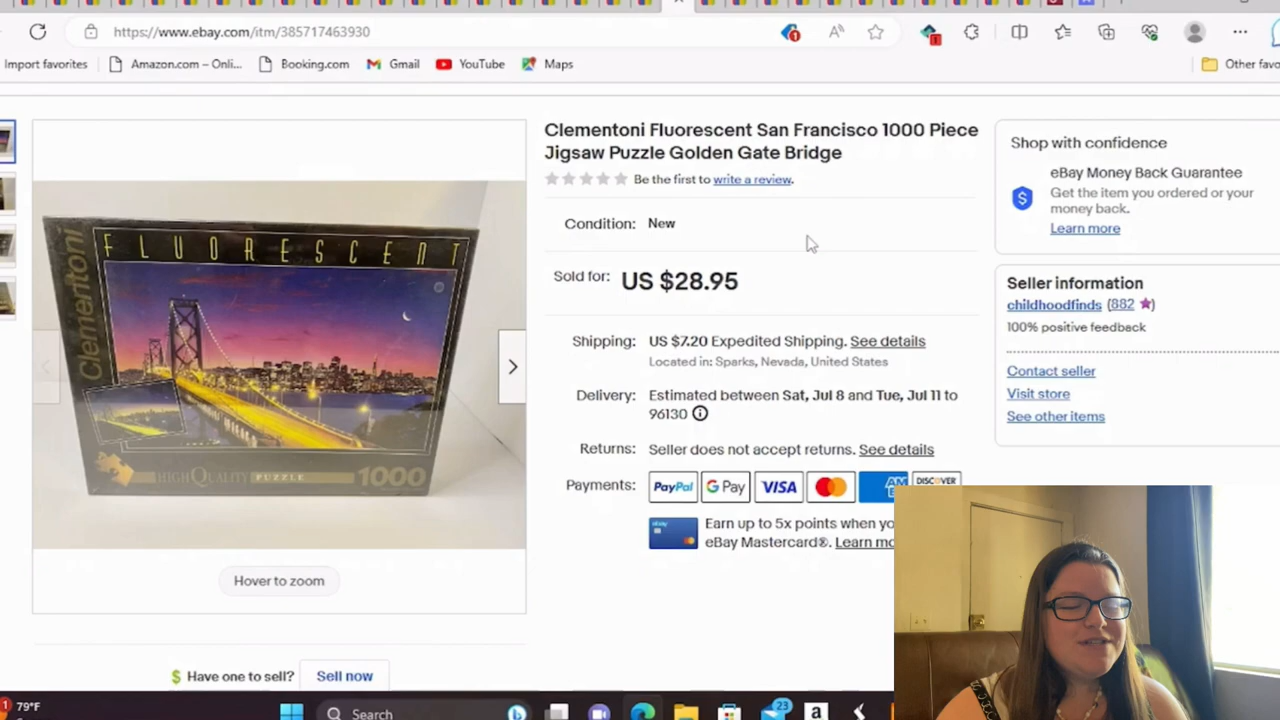 https://www.ebay.com/itm/385717463930
1
A
1
Import favorites
Amazon.com – Onli...
Booking.com
Gmail
YouTube
Maps
Other favo
Clementoni Fluorescent San Francisco 1000 Piece
Jigsaw Puzzle Golden Gate Bridge
Be the first to write a review.
Condition: New
Sold for: US $28.95
Shipping: US $7.20 Expedited Shipping. See details
Located in: Sparks, Nevada, United States
Delivery: Estimated between Sat, Jul 8 and Tue, Jul 11 to
96130
Returns: Seller does not accept returns. See details
Payments: PayPal G Pay VISA AM DISCOVER
ebay
Earn up to 5x points when yo
eBay Mastercard®. Learn mo
Shop with confidence
eBay Money Back Guarantee
Get the item you ordered or your
money back.
Learn more
Seller information
childhoodfinds (882)
100% positive feedback
Contact seller
Visit store
See other items
Clementoni
FLUORESCENT
HIGH QUALITY PUZZLE 1000
Hover to zoom
$ Have one to sell? Sell now
1
79°F
Search
23
a